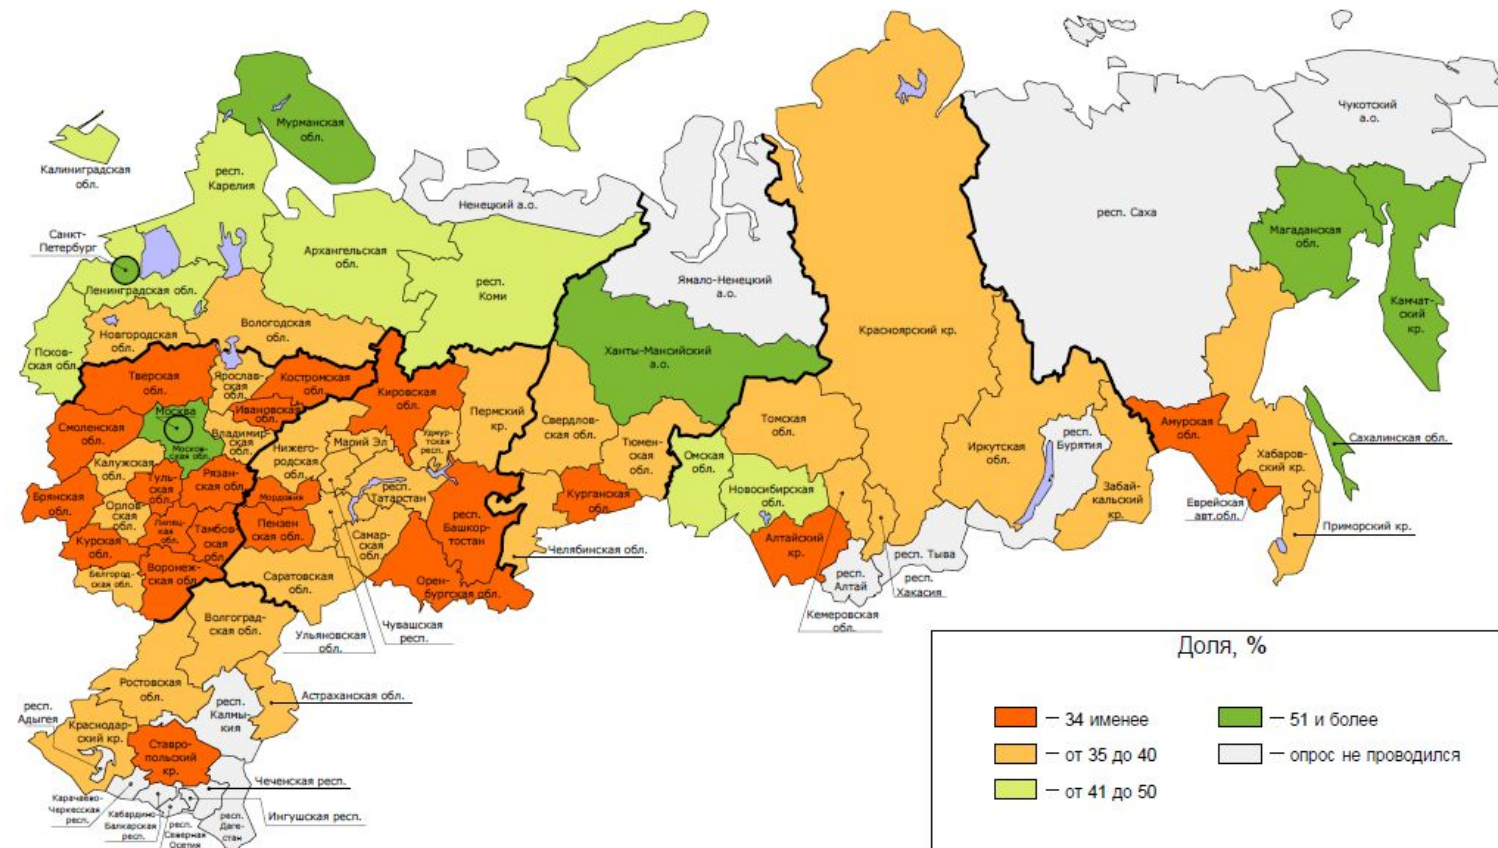 Мурманская
обл.
Чукотский
а.о.
Калининградская
обл.
респ.
Карелия
Ненецкий а.о.
респ. Саха
Санкт-
Петербург
Архангельская
обл.
Магаданская
обл.
Ленинградская обл.
респ.
Коми
Ямало-Ненецкий
а.о.
Камчат-
ский
кр.
Новгородская
обл.
Вологодская
обл.
Красноярский кр.
Псков-
ская обл.
Ханты-Мансийский
а.о.
Тверская
обл.
Ярослав-
ская
обл.
Костромская
обл.
Кировская
обл.
Пермский
кр.
Москва
Ивановская
обл.
Смоленская
обл.
Владимир-
ская
обл.
Москов-
ская обл.
Нижего-
родская
обл.
Марий Эл
Удмур-
тская
респ.
Свердлов-
ская обл.
Тюмен-
ская
обл.
Томская
обл.
Омская
обл.
Иркутская
обл.
респ.
Бурятия
Амурская
обл.
Сахалинская обл.
Калужская
обл.
Туль-
ская
обл.
Рязан-
ская обл.
Мордовия
респ.
Татарстан
Курганская
обл.
Новосибирская
обл.
Забай-
кальский
кр.
Хабаров-
ский кр.
Еврейская
авт.обл.
Приморский кр.
Брянская
обл.
Орлов-
ская
обл.
Липец-
кая
обл.
Тамбов-
ская
обл.
Пензен
ская обл.
Самар-
ская
обл.
респ.
Башкор-
тостан
Челябинская обл.
Алтайский
кр.
Курская
обл.
Воронеж-
ская обл.
Белгород-
ская обл.
Саратовская
обл.
Орен-
бургская обл.
респ. Тыва
респ.
Алтай
респ.
Хакасия
Кемеровская
обл.
Чувашская
респ.
Ульяновская
обл.
Волгоград-
ская обл.
Ростовская
обл.
Астраханская обл.
респ.
Калмы-
кия
респ.
Адыгея
Краснодар-
ский кр.
Ставро-
польский
кр.
Чеченская респ.
Карачаево-
Черкесская
респ.
Кабардино-
Балкарская
респ.
респ.
Северная
Осетия
респ.
Даге-
стан
Ингушская респ.
Доля, %
– 34 именее
– от 35 до 40
– от 41 до 50
– 51 и более
– опрос не проводился